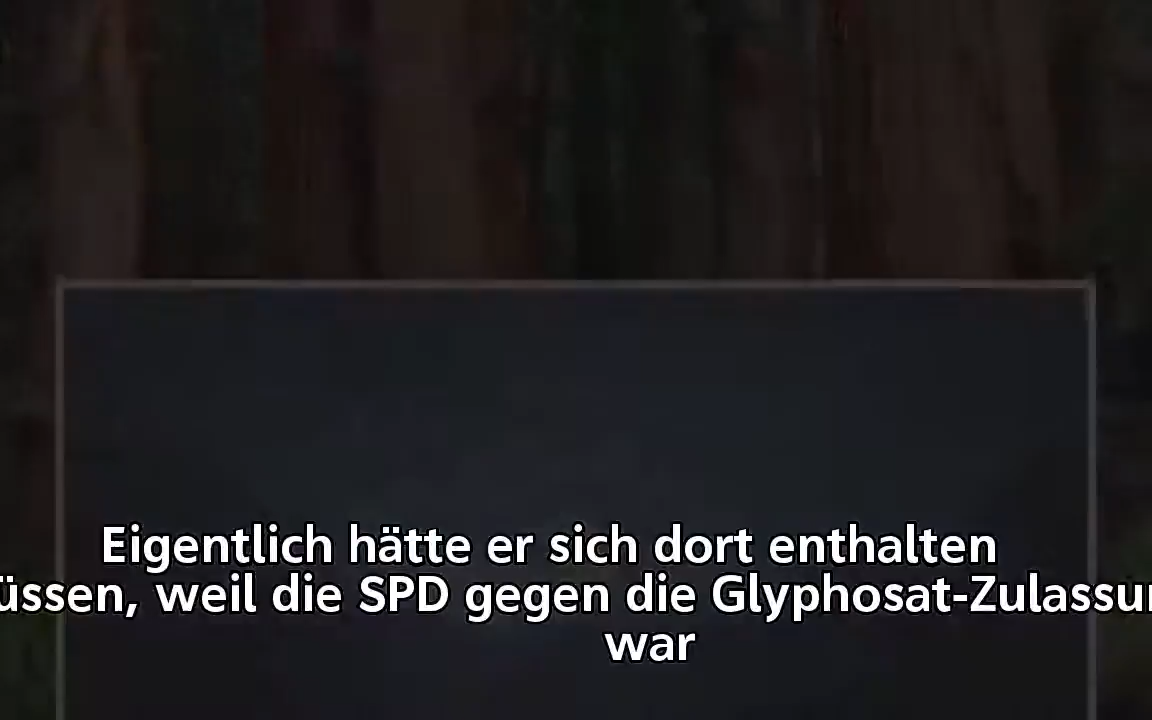 Eigentlich hätte er sich dort enthalten
üssen, weil die SPD gegen die Glyphosat-Zulassu
war